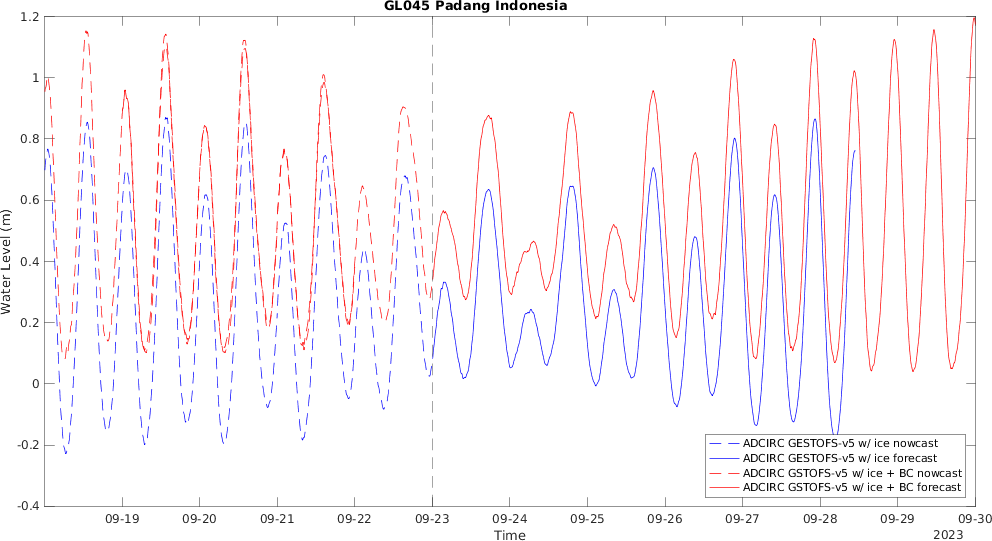 GL045 Padang Indonesia
1.2
1
0.8
0.6
0.4
0.2
0
-0.2
-0.4
Water Level (m)
ADCIRC GESTOFS-v5 w/ ice nowcast
ADCIRC GESTOFS-v5 w/ ice forecast
ADCIRC GSTOFS-v5 w/ ice + BC nowcast
ADCIRC GSTOFS-v5 w/ ice + BC forecast
09-19 09-20 09-21 09-22 09-23 09-24 09-25 09-26 09-27 09-28 09-29 09-30
Time
2023